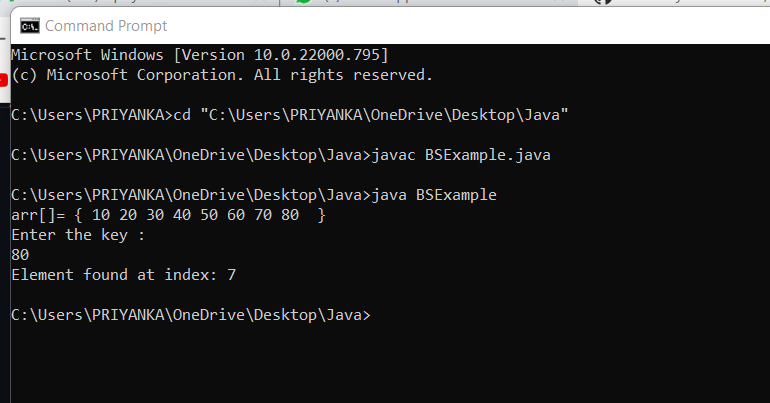 Command Prompt
Microsoft Windows [Version 10.0.22000.795]
(c) Microsoft Corporation. All rights reserved.
C:\Users\PRIYANKA>cd "C:\Users\PRIYANKA\OneDrive\Desktop\Java"
C:\Users\PRIYANKA\OneDrive\Desktop\Java>javac BSExample.java
C:\Users\PRIYANKA\OneDrive\Desktop\Java>java BSExample
arr[]= { 10 20 30 40 50 60 70 80  }
Enter the key :
80
Element found at index: 7
C:\Users\PRIYANKA\OneDrive\Desktop\Java>